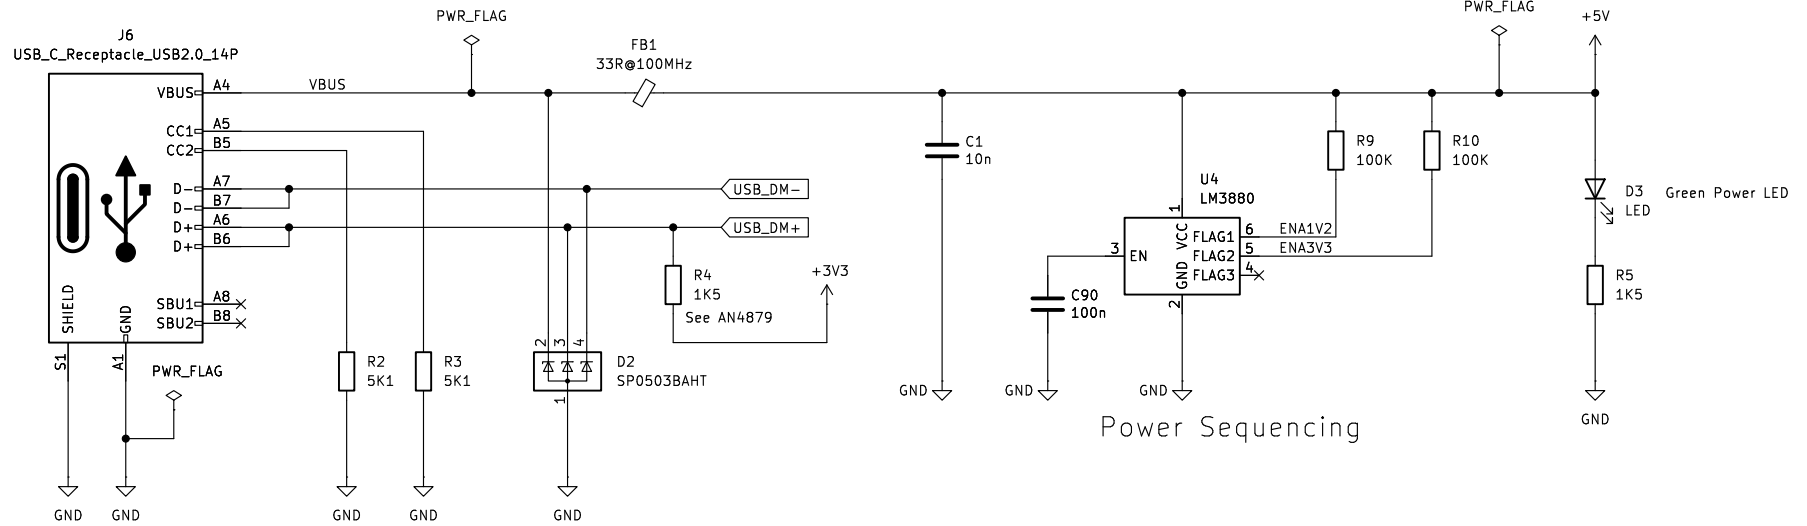 PWR_FLAG
PWR_FLAG
+5V
J6
USB_C_Receptacle_USB2.0_14P
FB1
33R@100MHz
VBUS
A4
VBUS
CC1
A5
CC2
B5
D-
A7
D-
B7
D+
A6
D+
B6
SBU1
A8
SBU2
B8
SHIELD
GND
S1
A1
PWR_FLAG
USB_DM-
USB_DM+
R4
1K5
See AN4879
+3V3
R2
5K1
R3
5K1
2
3
4
1
D2
SP0503BAHT
GND
GND
GND
GND
GND
C1
10n
GND
R9
100K
R10
100K
U4
LM3880
1
VCC
3
EN
FLAG1
6
ENA1V2
FLAG2
5
ENA3V3
FLAG3
4
GND
2
C90
100n
GND
GND
Power Sequencing
D3
LED
Green Power LED
R5
1K5
GND